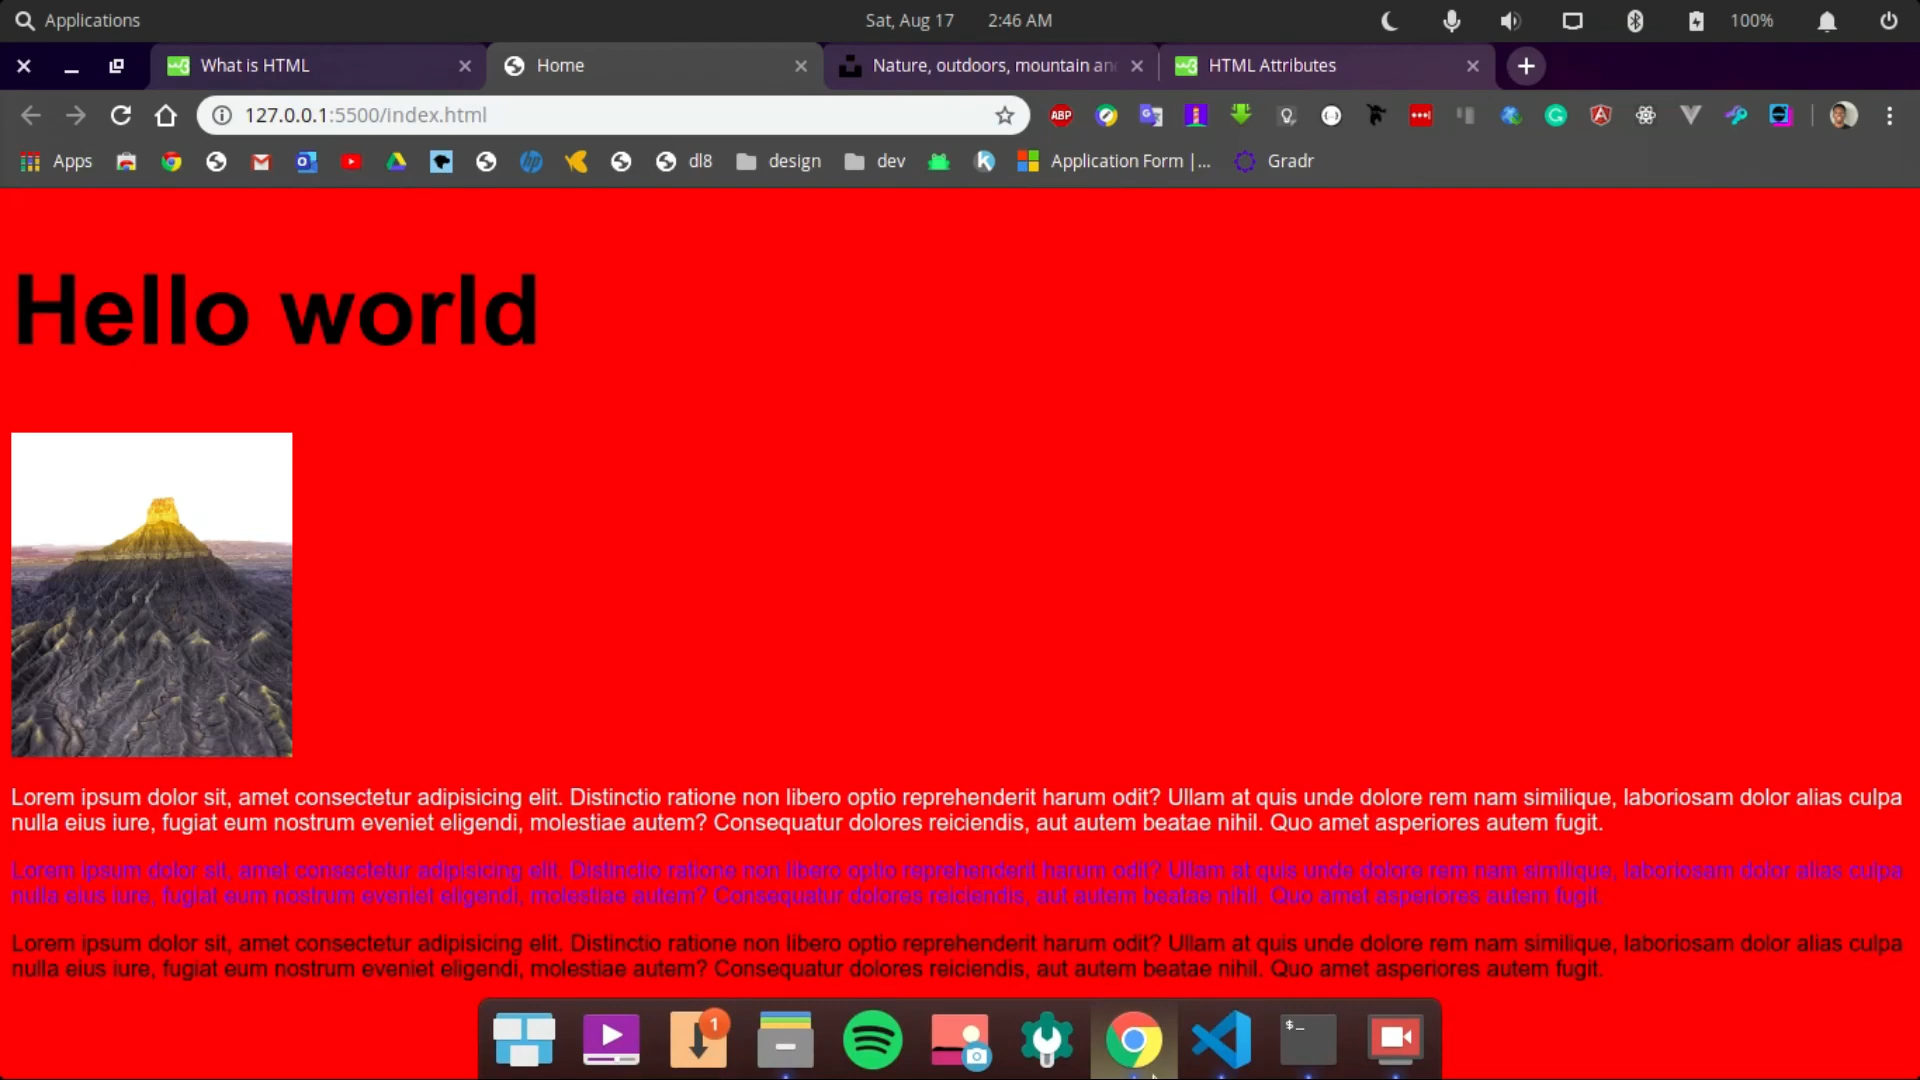 Applications
Sat, Aug 17 2:46 AM
100%
What is HTML
Home
Nature, outdoors, mountain an
HTML Attributes
127.0.0.1:5500/index.html
ABP
Apps
dl8
design
dev
Application Form |...
Gradr
Hello world
Lorem ipsum dolor sit, amet consectetur adipisicing elit. Distinctio ratione non libero optio reprehenderit harum odit? Ullam at quis unde dolore rem nam similique, laboriosam dolor alias culpa
nulla eius iure, fugiat eum nostrum eveniet eligendi, molestiae autem? Consequatur dolores reiciendis, aut autem beatae nihil. Quo amet asperiores autem fugit.
Lorem ipsum dolor sit, amet consectetur adipisicing elit. Distinctio ratione non libero optio reprehenderit harum odit? Ullam at quis unde dolore rem nam similique, laboriosam dolor alias culpa
nulla eius iure, fugiat eum nostrum eveniet eligendi, molestiae autem? Consequatur dolores reiciendis, aut autem beatae nihil. Quo amet asperiores autem fugit.
Lorem ipsum dolor sit, amet consectetur adipisicing elit. Distinctio ratione non libero optio reprehenderit harum odit? Ullam at quis unde dolore rem nam similique, laboriosam dolor alias culpa
nulla eius iure, fugiat eum nostrum eveniet eligendi, molestiae autem? Consequatur dolores reiciendis, aut autem beatae nihil. Quo amet asperiores autem fugit.
1
$_